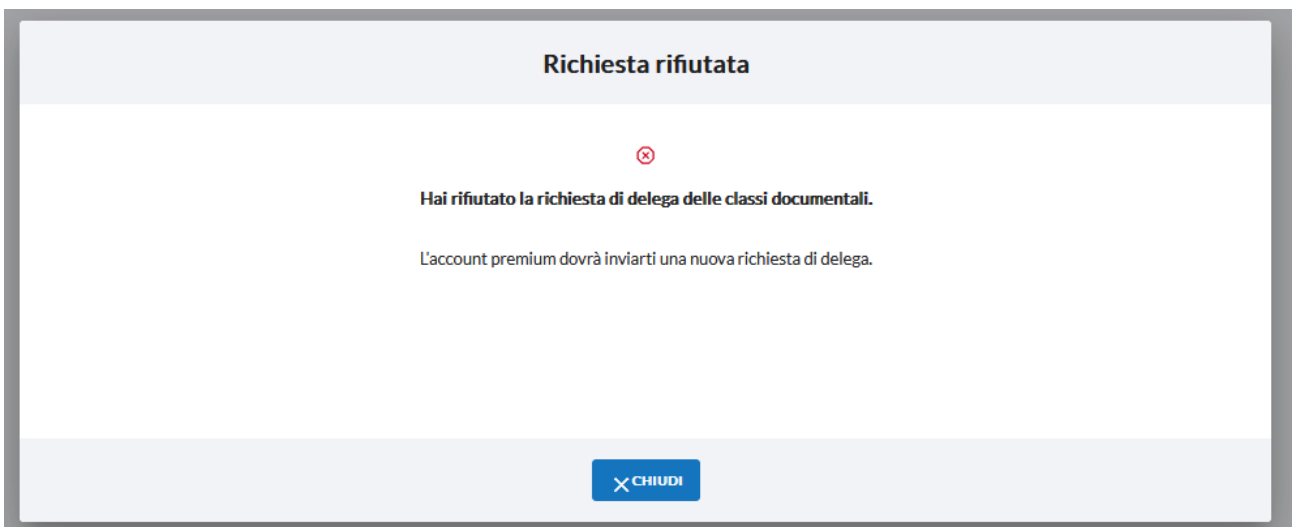 Richiesta rifiutata
Hai rifiutato la richiesta di delega delle classi documentali.
L'account premium dovrà inviarti una nuova richiesta di delega.
CHIUDI